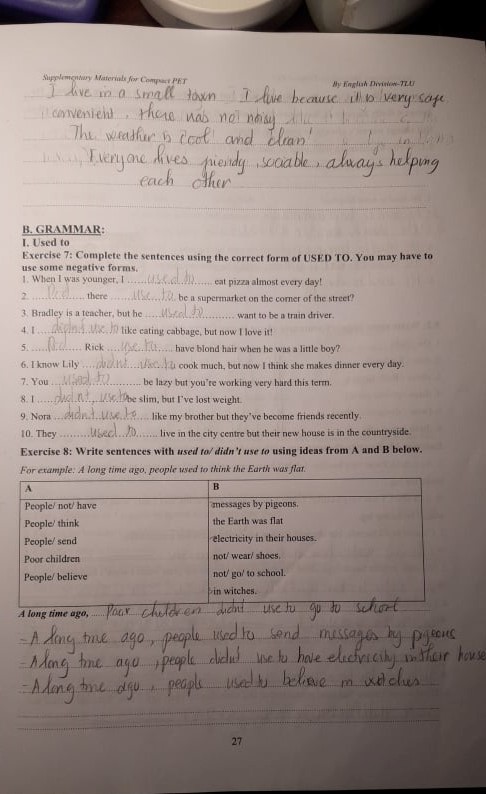 Supplementary Materials for Compact PET By English Division-TLU
I live in a small town I live because it is very safe
convenient, there was not noisy
The weather is cool and clean
Everyone lives friendly, sociable, always helping
each other
B. GRAMMAR:
I. Used to
Exercise 7: Complete the sentences using the correct form of USED TO. You may have to
use some negative forms.
1. When I was younger, I ......used to...... eat pizza almost every day!
2. ....Did.... there ....use to.... be a supermarket on the corner of the street?
3. Bradley is a teacher, but he ....used to.... want to be a train driver.
4. I ....didn't use to like eating cabbage, but now I love it!
5. ....Did.... Rick ....use to.... have blond hair when he was a little boy?
6. I know Lily ....didn't use to cook much, but now I think she makes dinner every day.
7. You ....used to.... be lazy but you're working very hard this term.
8. I ....didn't use to be slim, but I've lost weight.
9. Nora ....didn't use to.... like my brother but they've become friends recently.
10. They ....used to.... live in the city centre but their new house is in the countryside.
Exercise 8: Write sentences with used to/ didn't use to using ideas from A and B below.
For example: A long time ago, people used to think the Earth was flat.
A B
People/ not/ have messages by pigeons.
People/ think the Earth was flat
People/ send electricity in their houses.
Poor children not/ wear/ shoes.
People/ believe not/ go/ to school.
in witches.
A long time ago, ....Poor children didnt use to go to school
- A long time ago, people used to send messages by pigeons
- A long time ago, people didnt use to have electricity in their house
- A long time ago, people used to believe in witches
27